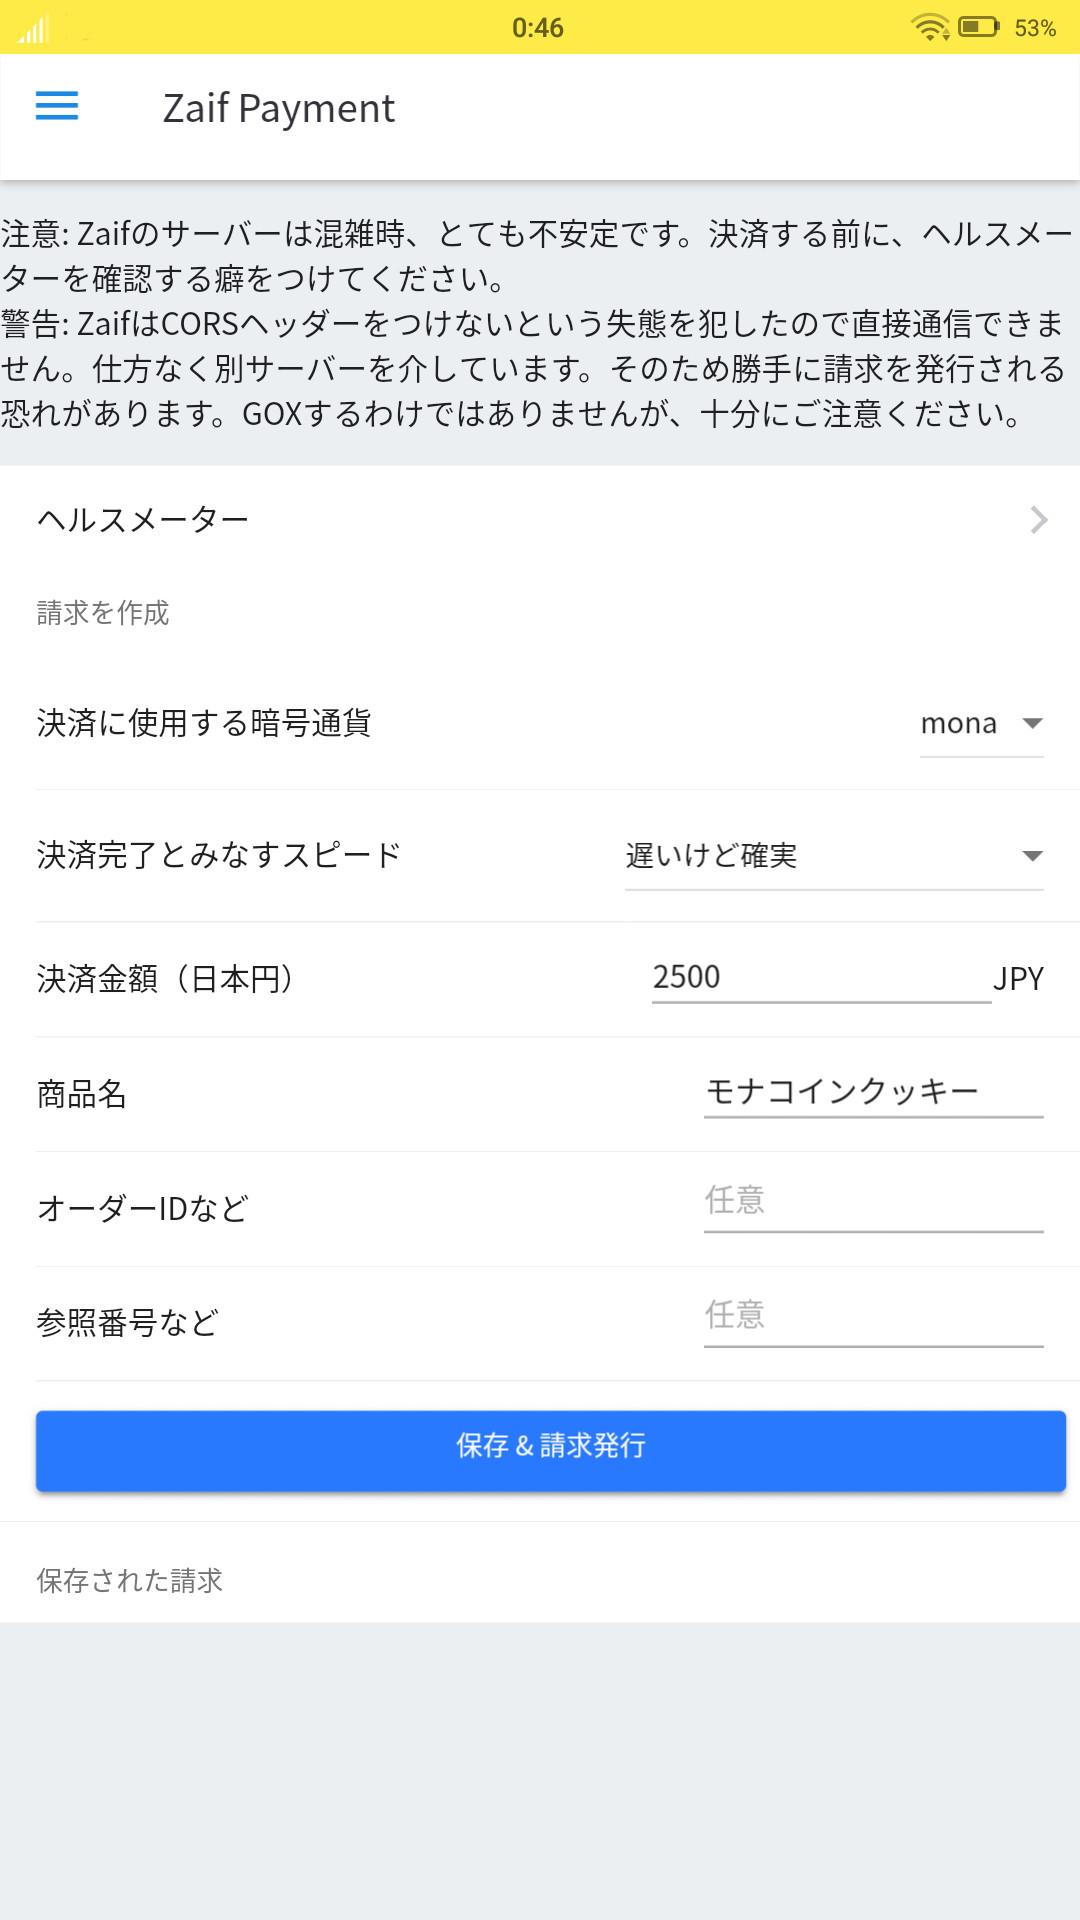 0:46
53%
Zaif Payment
注意: Zaifのサーバーは混雑時、とても不安定です。決済する前に、ヘルスメー
ターを確認する癖をつけてください。
警告: ZaifはCORSヘッダーをつけないという失態を犯したので直接通信できま
せん。仕方なく別サーバーを介しています。そのため勝手に請求を発行される
恐れがあります。GOXするわけではありませんが、十分にご注意ください。
ヘルスメーター
請求を作成
決済に使用する暗号通貨 mona
決済完了とみなすスピード 遅いけど確実
決済金額（日本円） 2500 JPY
商品名 モナコインクッキー
オーダーIDなど 任意
参照番号など 任意
保存 & 請求発行
保存された請求